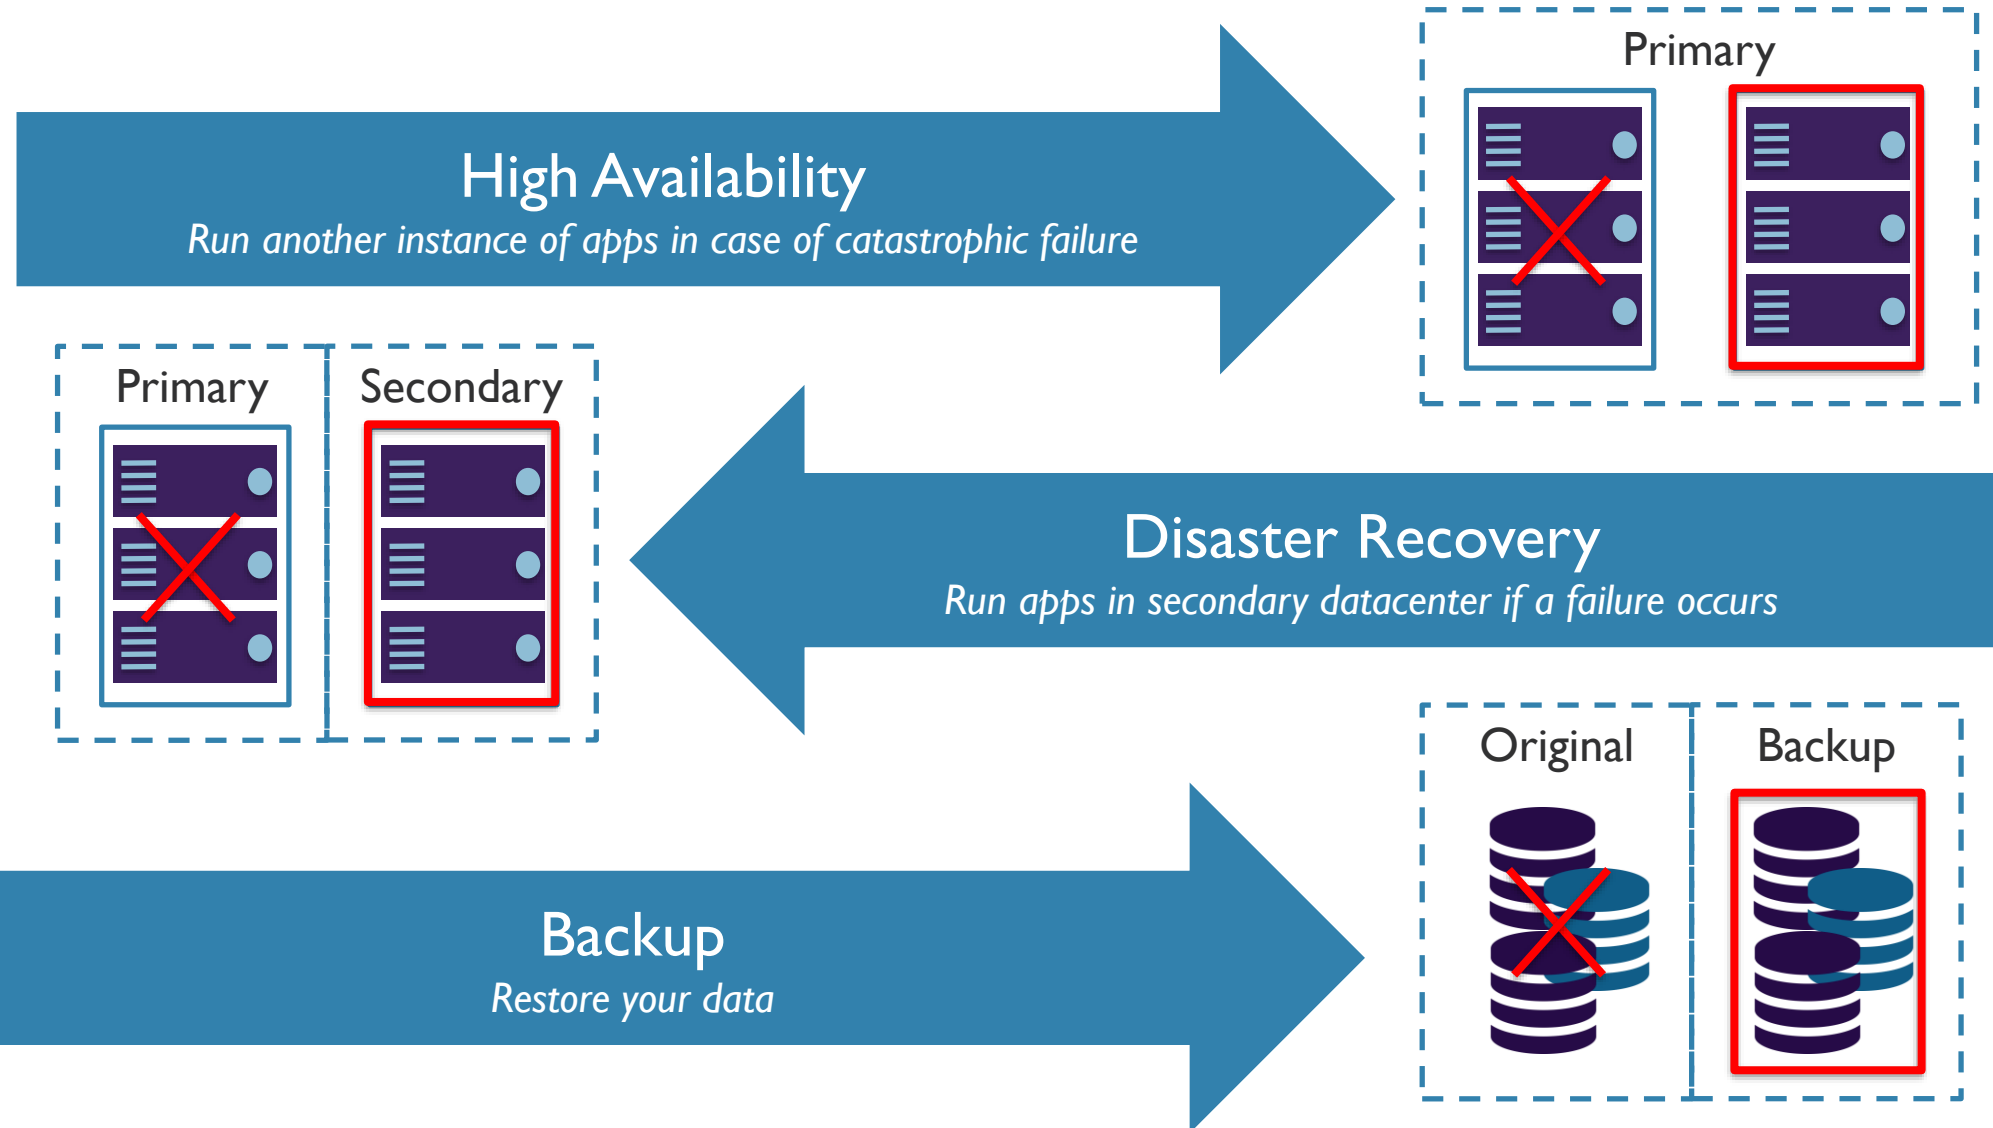 High Availability
Run another instance of apps in case of catastrophic failure
Primary
Primary
Secondary
Disaster Recovery
Run apps in secondary datacenter if a failure occurs
Original
Backup
Backup
Restore your data